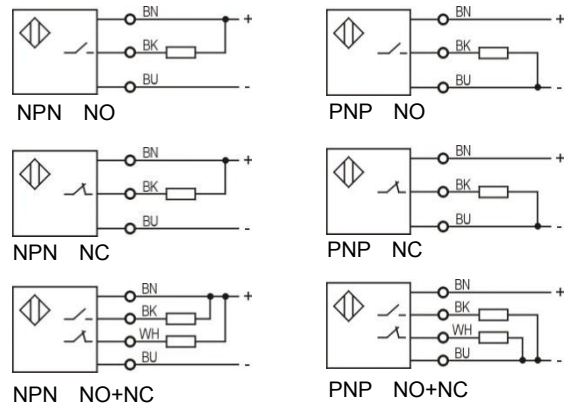 BN +
BK
BU -
NPN NO
BN +
BK
BU -
PNP NO
BN +
BK
BU -
NPN NC
BN +
BK
BU -
PNP NC
BN +
BK
WH
BU -
NPN NO+NC
BN +
BK
WH
BU -
PNP NO+NC